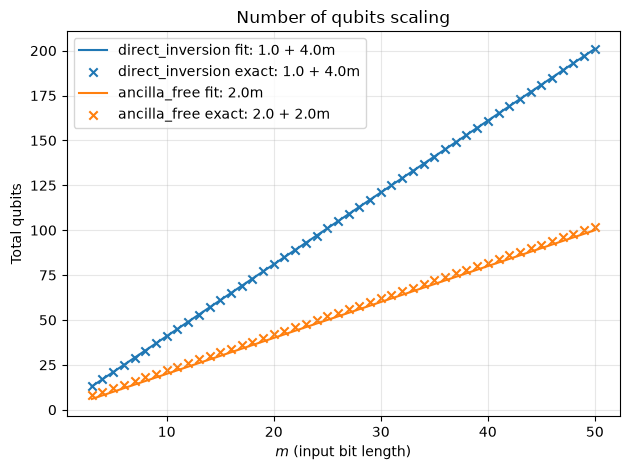 Number of qubits scaling
direct_inversion fit: 1.0 + 4.0m
direct_inversion exact: 1.0 + 4.0m
ancilla_free fit: 2.0m
ancilla_free exact: 2.0 + 2.0m
Total qubits
200
175
150
125
100
75
50
25
0
10
20
30
40
50
m (input bit length)